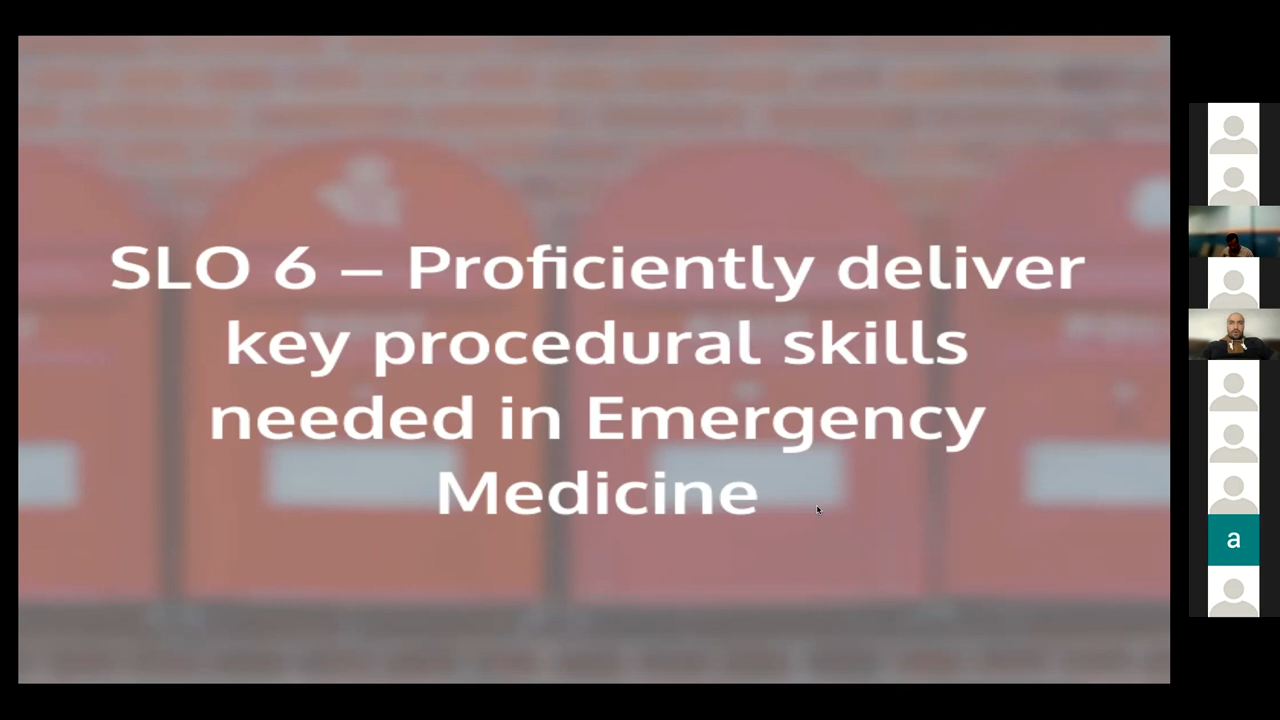 SLO 6 – Proficiently deliver
key procedural skills
needed in Emergency
Medicine
a